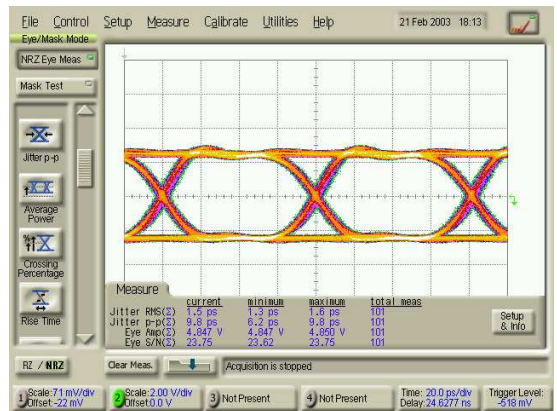 File Control Setup Measure Calibrate Utilities Help 21 Feb 2003 18:13
Eye/Mask Mode
NRZ Eye Meas
Mask Test
Jitter p-p
Average
Power
Crossing
Percentage
Rise Time
Measure
current minimum maximum total meas
Jitter RMS(Σ) 1.5 ps 1.3 ps 1.6 ps 101
Jitter p-p(Σ) 9.8 ps 6.2 ps 9.8 ps 101
Eye Amp(Σ) 4.847 V 4.847 V 4.850 V 101
Eye S/N(Σ) 23.75 23.62 23.75 101
Setup
& Info
RZ / NRZ
Clear Meas.
Acquisition is stopped
1 Scale:71 mV/div
Offset:-22 mV
2 Scale:2.00 V/div
Offset:0.0 V
3 Not Present
4 Not Present
Time: 20.0 ps/div
Delay:24.6277 ns
Trigger Level:
-518 mV